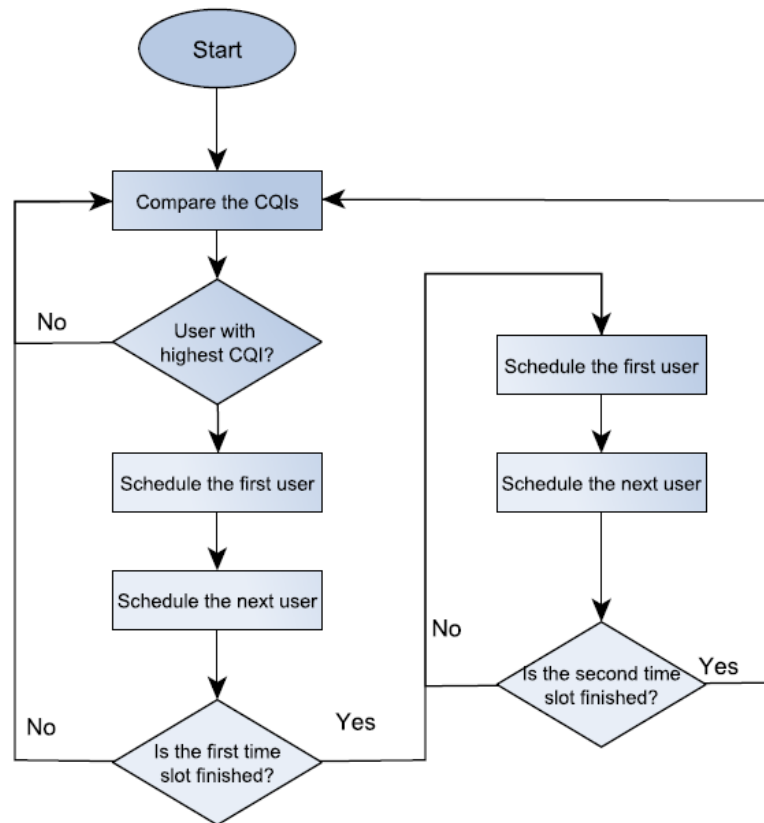 Start
Compare the CQIs
No
User with
highest CQI?
Schedule the first user
Schedule the next user
No
Is the first time
slot finished?
Yes
Schedule the first user
Schedule the next user
No
Is the second time
slot finished?
Yes